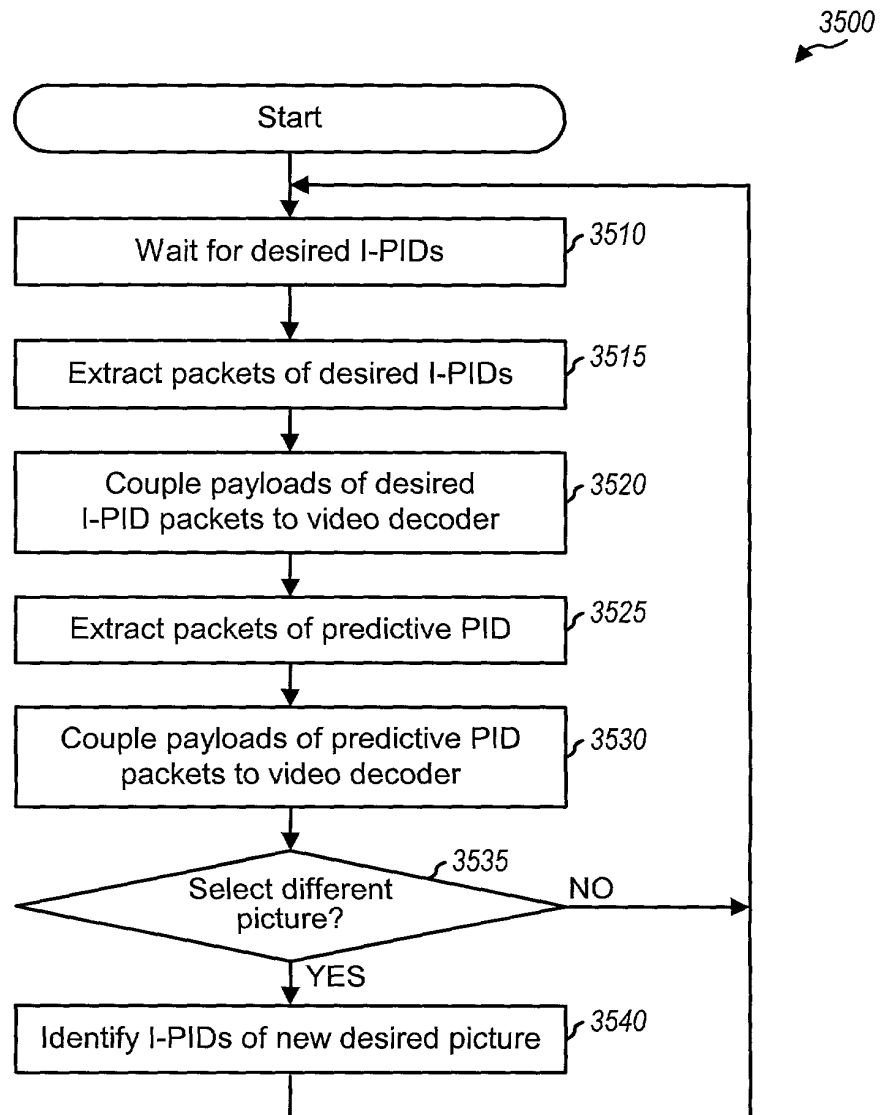 3500
Start
Wait for desired I-PIDs
3510
Extract packets of desired I-PIDs
3515
Couple payloads of desired
I-PID packets to video decoder
3520
Extract packets of predictive PID
3525
Couple payloads of predictive PID
packets to video decoder
3530
3535
Select different
picture?
NO
YES
Identify I-PIDs of new desired picture
3540